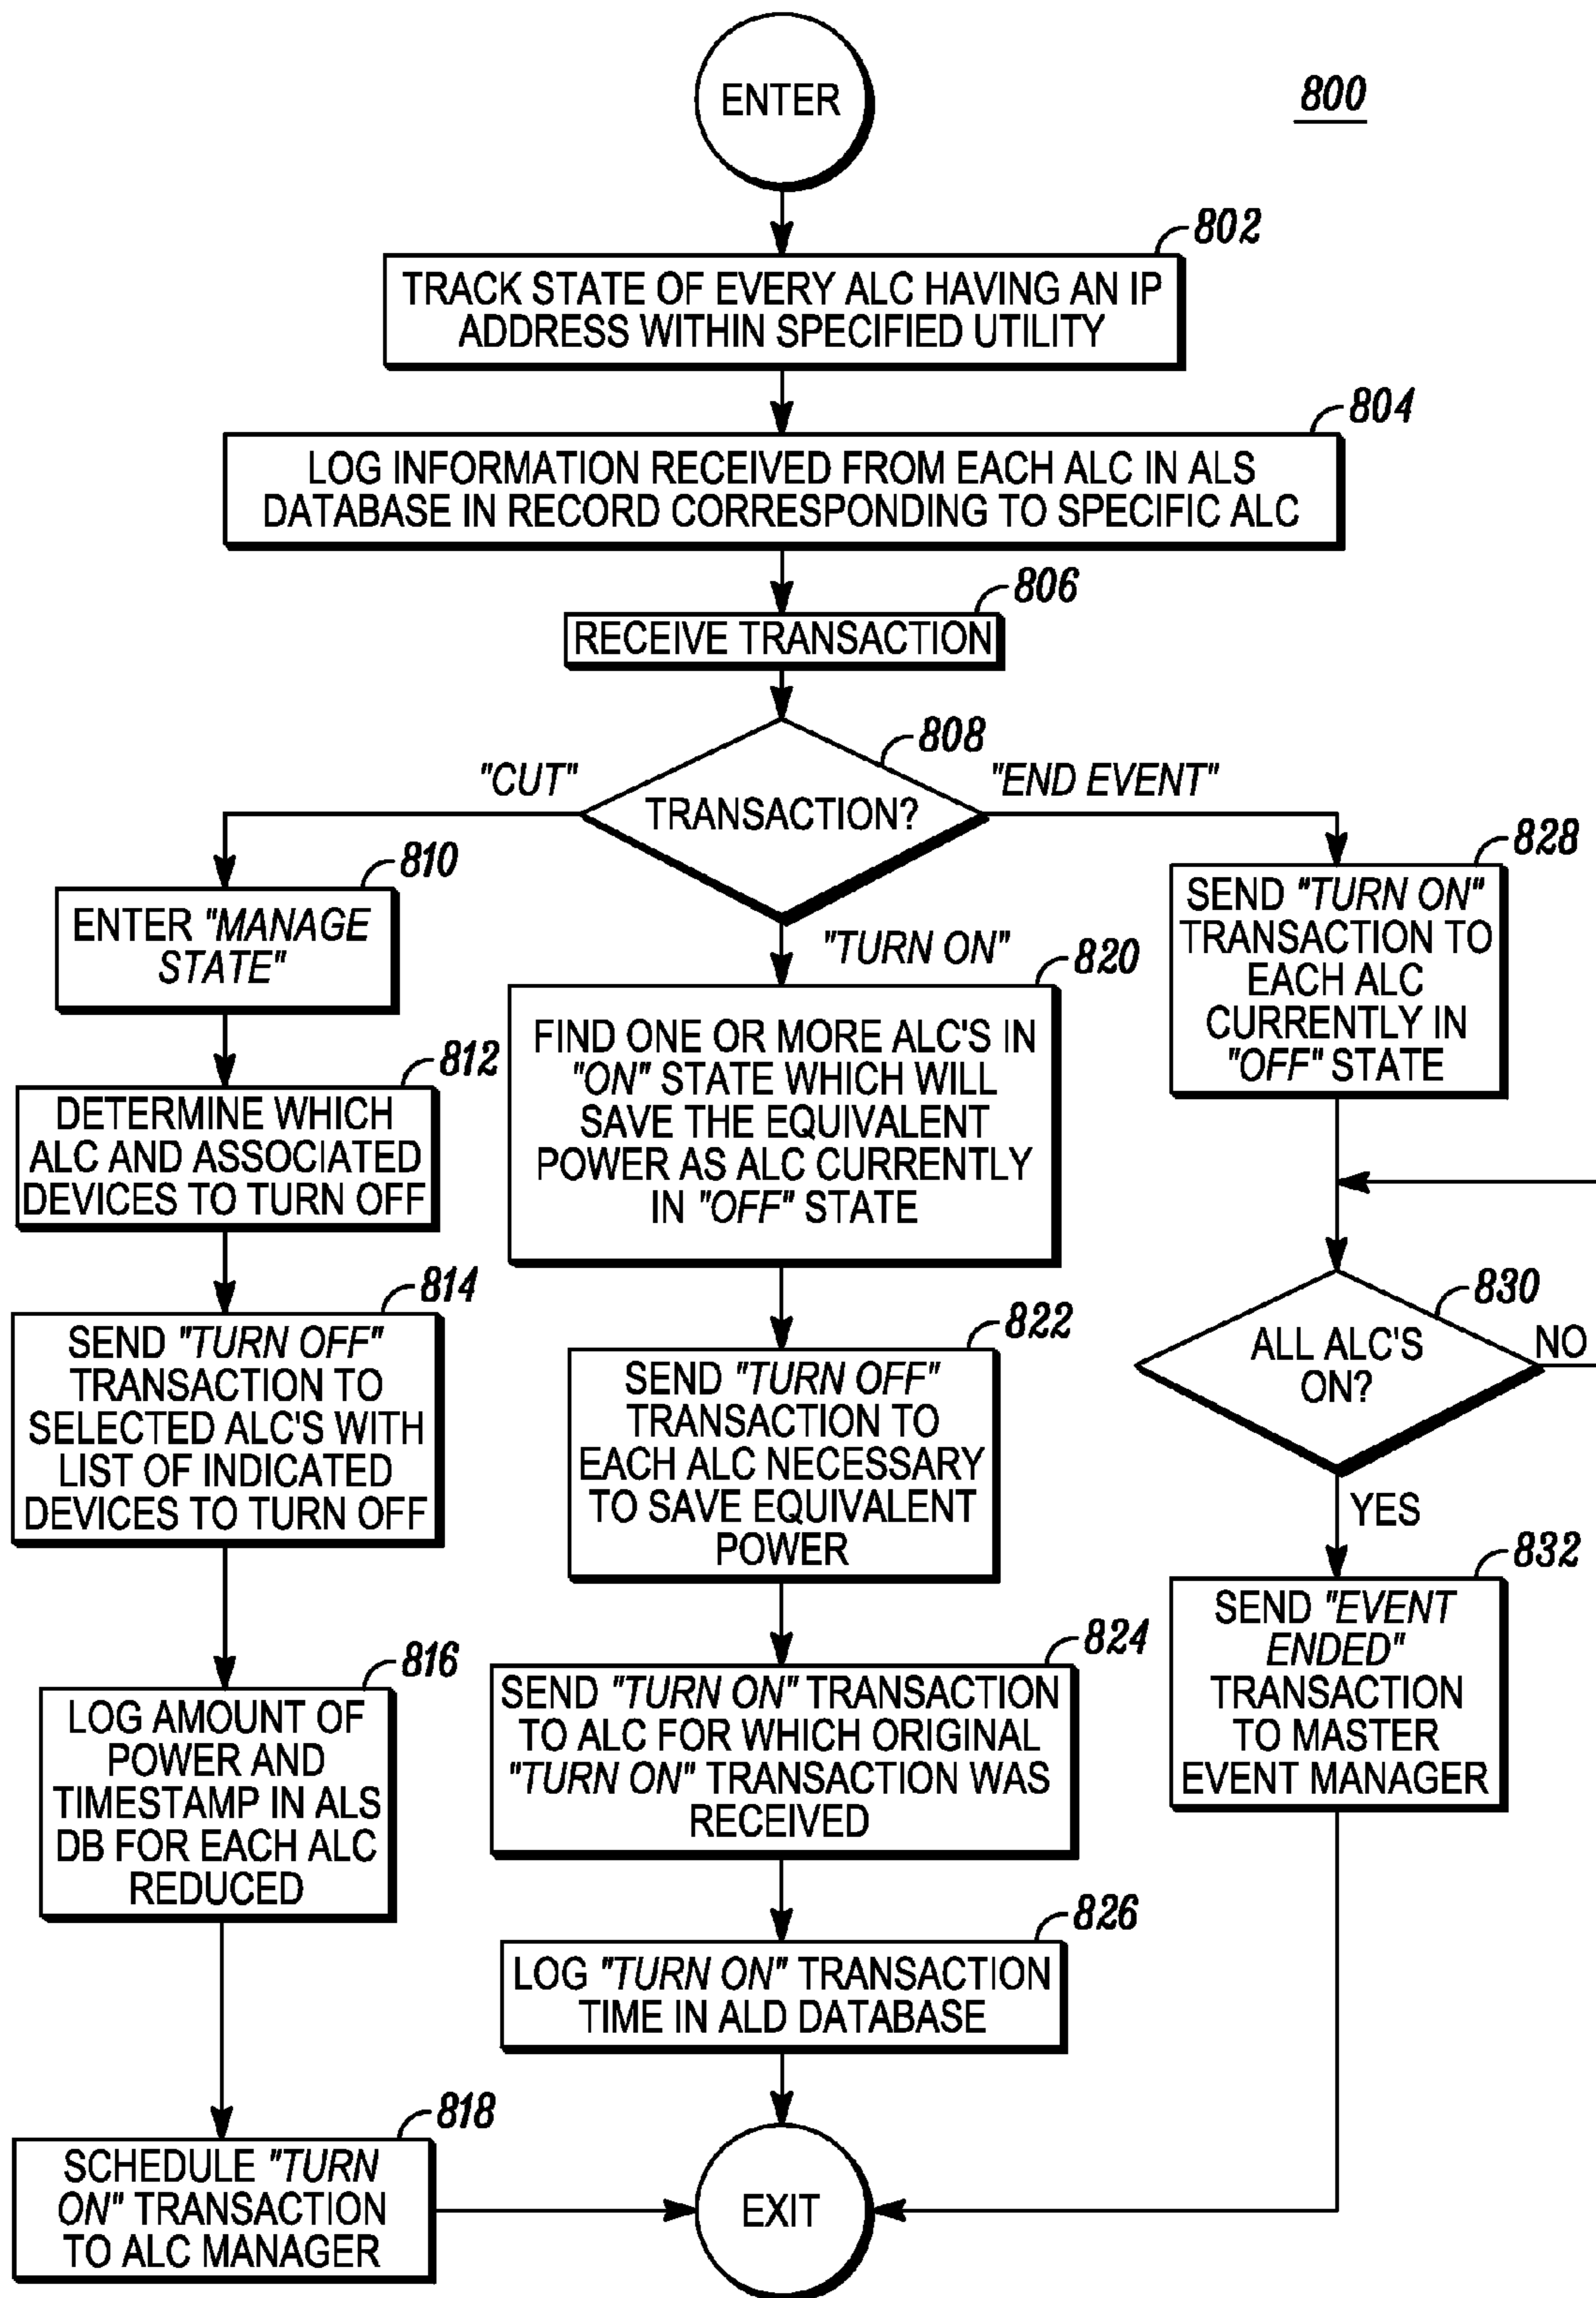 ENTER
800
802
TRACK STATE OF EVERY ALC HAVING AN IP
ADDRESS WITHIN SPECIFIED UTILITY
804
LOG INFORMATION RECEIVED FROM EACH ALC IN ALS
DATABASE IN RECORD CORRESPONDING TO SPECIFIC ALC
806
RECEIVE TRANSACTION
808
TRANSACTION?
"CUT"
810
ENTER "MANAGE
STATE"
812
DETERMINE WHICH
ALC AND ASSOCIATED
DEVICES TO TURN OFF
814
SEND "TURN OFF"
TRANSACTION TO
SELECTED ALC'S WITH
LIST OF INDICATED
DEVICES TO TURN OFF
816
LOG AMOUNT OF
POWER AND
TIMESTAMP IN ALS
DB FOR EACH ALC
REDUCED
818
SCHEDULE "TURN
ON" TRANSACTION
TO ALC MANAGER
"TURN ON"
820
FIND ONE OR MORE ALC'S IN
"ON" STATE WHICH WILL
SAVE THE EQUIVALENT
POWER AS ALC CURRENTLY
IN "OFF" STATE
822
SEND "TURN OFF"
TRANSACTION TO
EACH ALC NECESSARY
TO SAVE EQUIVALENT
POWER
824
SEND "TURN ON" TRANSACTION
TO ALC FOR WHICH ORIGINAL
"TURN ON" TRANSACTION WAS
RECEIVED
826
LOG "TURN ON" TRANSACTION
TIME IN ALD DATABASE
"END EVENT"
828
SEND "TURN ON"
TRANSACTION TO
EACH ALC
CURRENTLY IN
"OFF" STATE
830
ALL ALC'S
ON?
NO
YES
832
SEND "EVENT
ENDED"
TRANSACTION
TO MASTER
EVENT MANAGER
EXIT